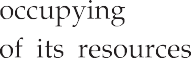 occupying
of its resources